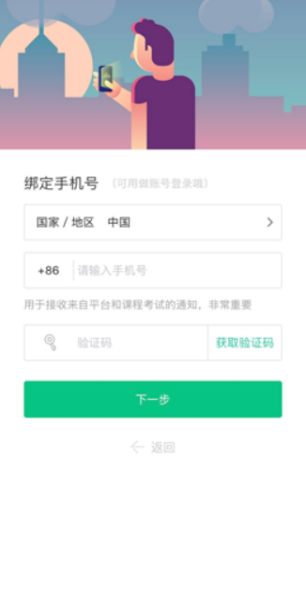 绑定手机号 （可用做账号登录哦）
国家 / 地区 中国
+86 请输入手机号
用于接收来自平台和课程考试的通知，非常重要
验证码 获取验证码
下一步
返回